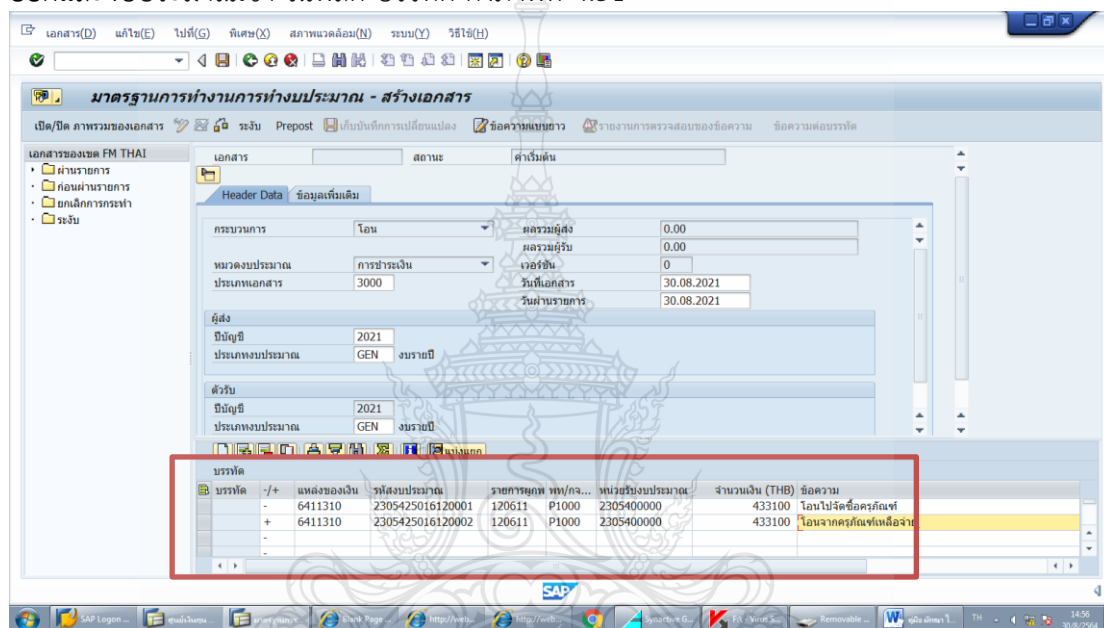 เอกสาร(D) แก้ไข(E) ไปที่(G) พิเศษ(X) สภาพแวดล้อม(N) ระบบ(Y) วิธีใช้(H)
มาตรฐานการทำงานการทำงบประมาณ - สร้างเอกสาร
เปิด/ปิด ภาพรวมของเอกสาร ระงับ Prepost เก็บบันทึกการเปลี่ยนแปลง ข้อความแบบยาว รายงานการตรวจสอบของข้อความ ข้อความต่อบรรทัด
เอกสารของเขต FM THAI
ผ่านรายการ
ก่อนผ่านรายการ
ยกเลิกการกระทำ
ระงับ
เอกสาร สถานะ ค่าเริ่มต้น
Header Data ข้อมูลเพิ่มเติม
กระบวนการ โอน ผลรวมผู้ส่ง 0.00
ผลรวมผู้รับ 0.00
หมวดงบประมาณ การชำระเงิน เวอร์ชัน 0
ประเภทเอกสาร 3000 วันที่เอกสาร 30.08.2021
วันผ่านรายการ 30.08.2021
ผู้ส่ง
ปีบัญชี 2021
ประเภทงบประมาณ GEN งบรายปี
ตัวรับ
ปีบัญชี 2021
ประเภทงบประมาณ GEN งบรายปี
แบ่งแยก
บรรทัด
บรรทัด -/+ แหล่งของเงิน รหัสงบประมาณ รายการผูกพ พท/กจ... หน่วยรับงบประมาณ จำนวนเงิน (THB) ข้อความ
- 6411310 2305425016120001 120611 P1000 2305400000 433100 โอนไปจัดซื้อครุภัณฑ์
+ 6411310 2305425016120002 120611 P1000 2305400000 433100 โอนจากครุภัณฑ์เหลือจ่าย
-
-
SAP
SAP Logon ... Blank Page ... http://web... http://web... Synaptive G... Removable ... TH 14:56
30/8/2564